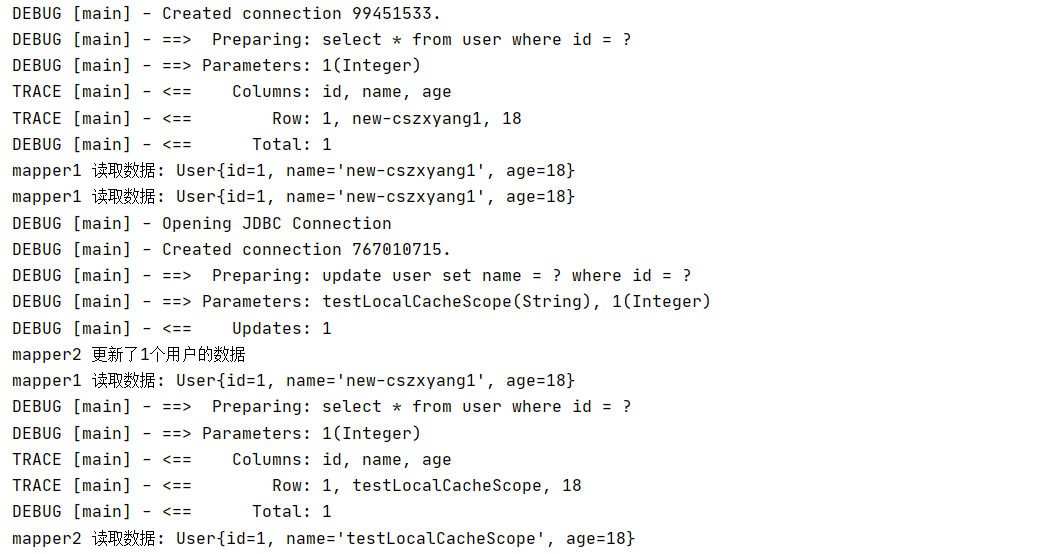 DEBUG [main] - Created connection 99451533.
DEBUG [main] - ==>  Preparing: select * from user where id = ?
DEBUG [main] - ==> Parameters: 1(Integer)
TRACE [main] - <==    Columns: id, name, age
TRACE [main] - <==        Row: 1, new-cszxyang1, 18
DEBUG [main] - <==      Total: 1
mapper1 读取数据: User{id=1, name='new-cszxyang1', age=18}
mapper1 读取数据: User{id=1, name='new-cszxyang1', age=18}
DEBUG [main] - Opening JDBC Connection
DEBUG [main] - Created connection 767010715.
DEBUG [main] - ==>  Preparing: update user set name = ? where id = ?
DEBUG [main] - ==> Parameters: testLocalCacheScope(String), 1(Integer)
DEBUG [main] - <==    Updates: 1
mapper2 更新了1个用户的数据
mapper1 读取数据: User{id=1, name='new-cszxyang1', age=18}
DEBUG [main] - ==>  Preparing: select * from user where id = ?
DEBUG [main] - ==> Parameters: 1(Integer)
TRACE [main] - <==    Columns: id, name, age
TRACE [main] - <==        Row: 1, testLocalCacheScope, 18
DEBUG [main] - <==      Total: 1
mapper2 读取数据: User{id=1, name='testLocalCacheScope', age=18}